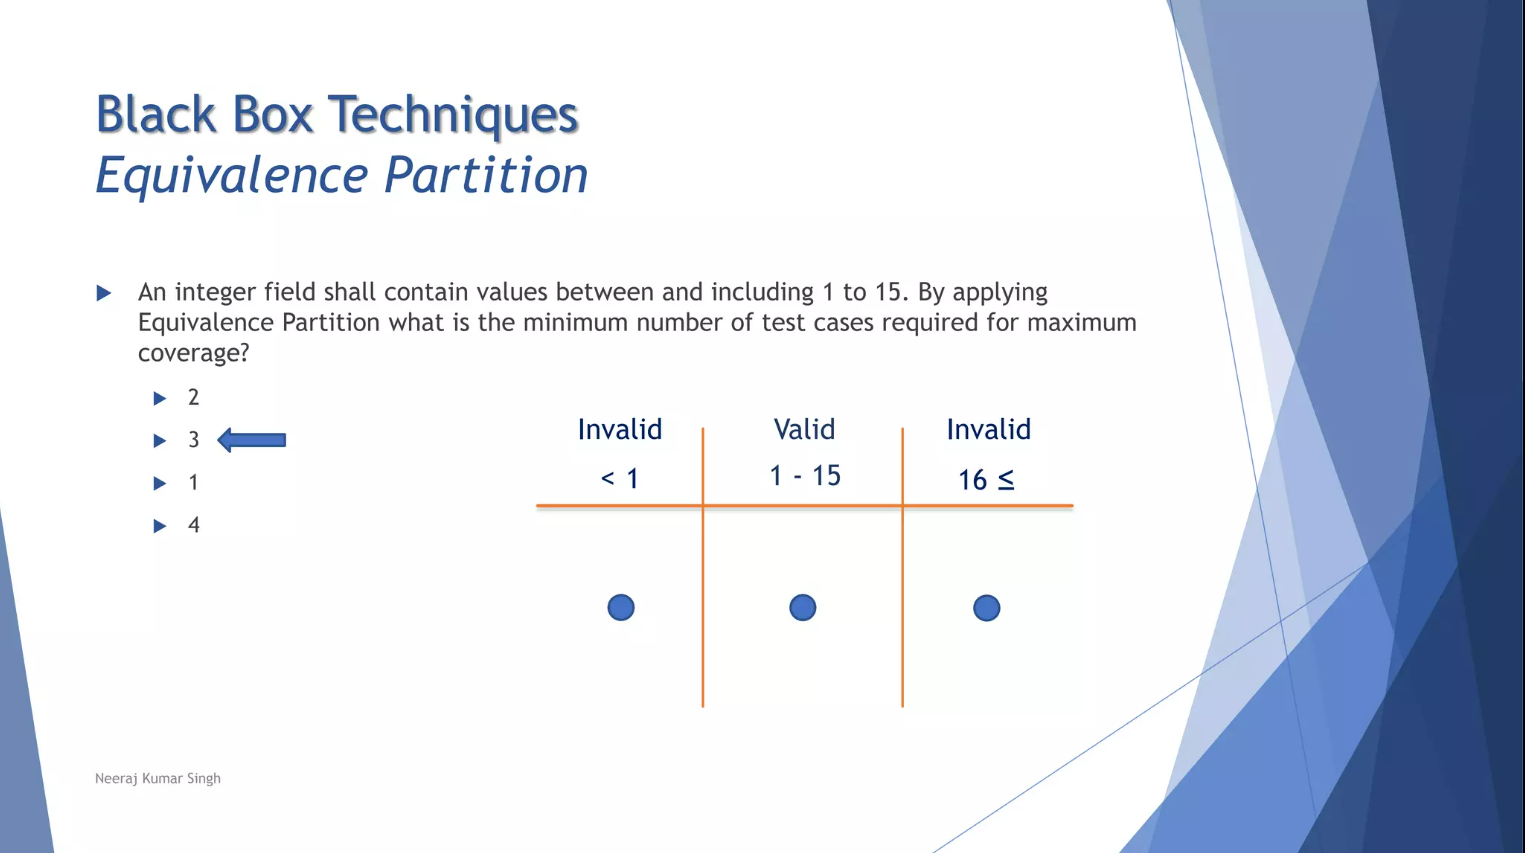 Black Box Techniques
Equivalence Partition
An integer field shall contain values between and including 1 to 15. By applying
Equivalence Partition what is the minimum number of test cases required for maximum
coverage?
2
3
1
4
Invalid Valid Invalid
< 1 1 - 15 16 ≤
Neeraj Kumar Singh